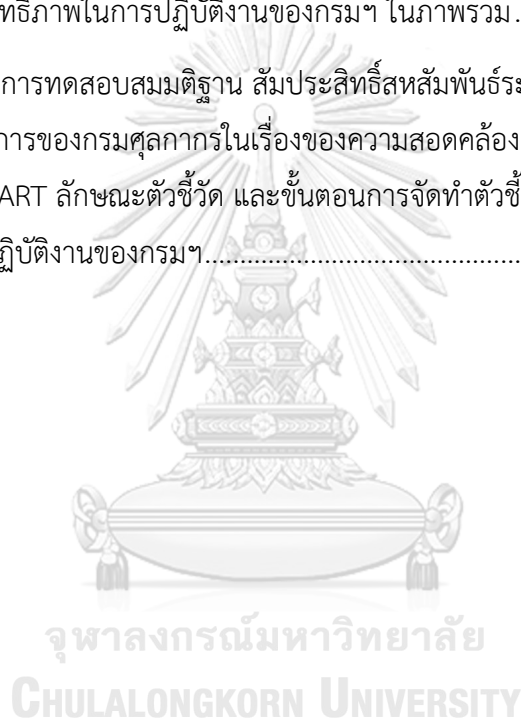 ทธิภาพในการปฏิบัติงานของกรมฯ ในภาพรวม .
การทดสอบสมมติฐาน สัมประสิทธิ์สหสัมพันธ์ระ
การของกรมศุลกากรในเรื่องของความสอดคล้อง
ART ลักษณะตัวชี้วัด และขั้นตอนการจัดทำตัวชี้
ฏิบัติงานของกรมฯ..............................................
จุฬาลงกรณ์มหาวิทยาลัย
CHULALONGKORN UNIVERSITY